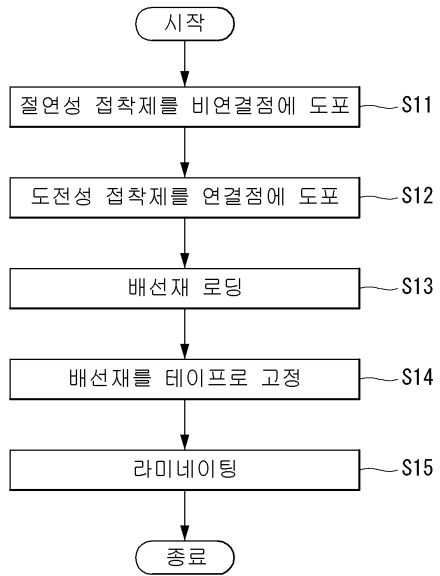 시작
절연성 접착제를 비연결점에 도포 S11
도전성 접착제를 연결점에 도포 S12
배선재 로딩 S13
배선재를 테이프로 고정 S14
라미네이팅 S15
종료